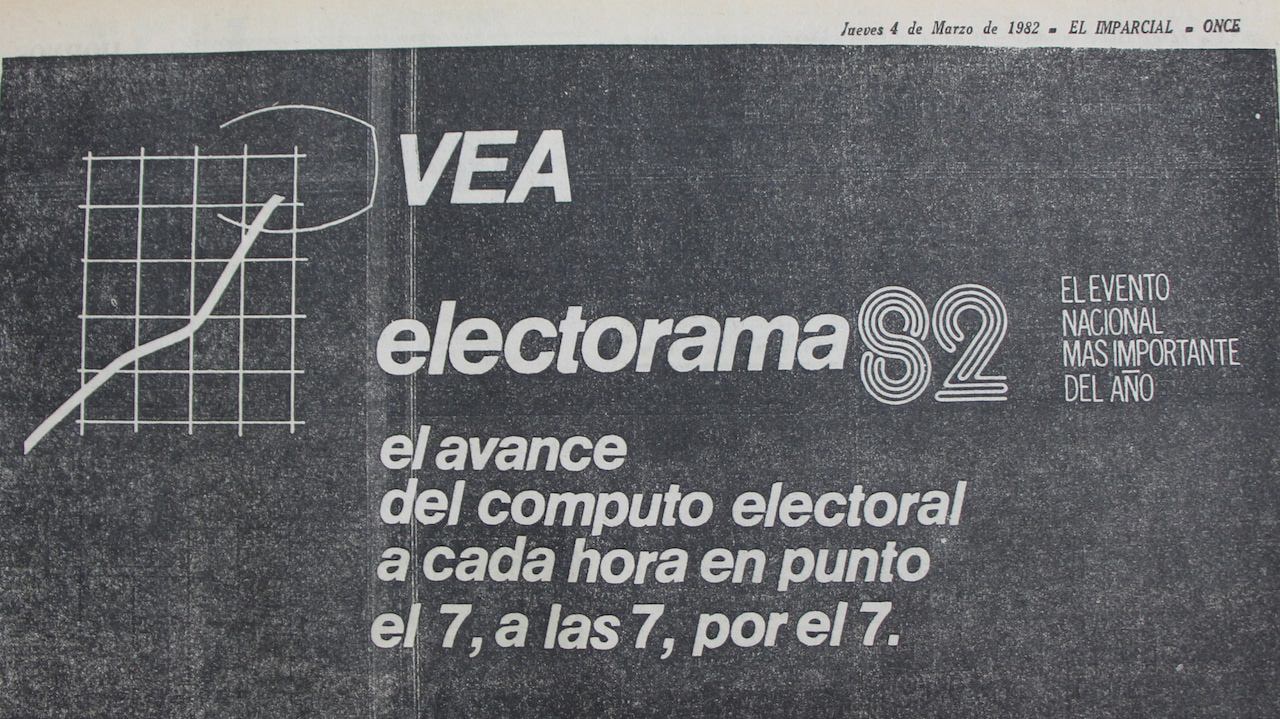 Jueves 4 de Marzo de 1982 - EL IMPARCIAL - ONCE
VEA
electorama 82
EL EVENTO
NACIONAL
MAS IMPORTANTE
DEL AÑO
el avance
del computo electoral
a cada hora en punto
el 7, a las 7, por el 7.